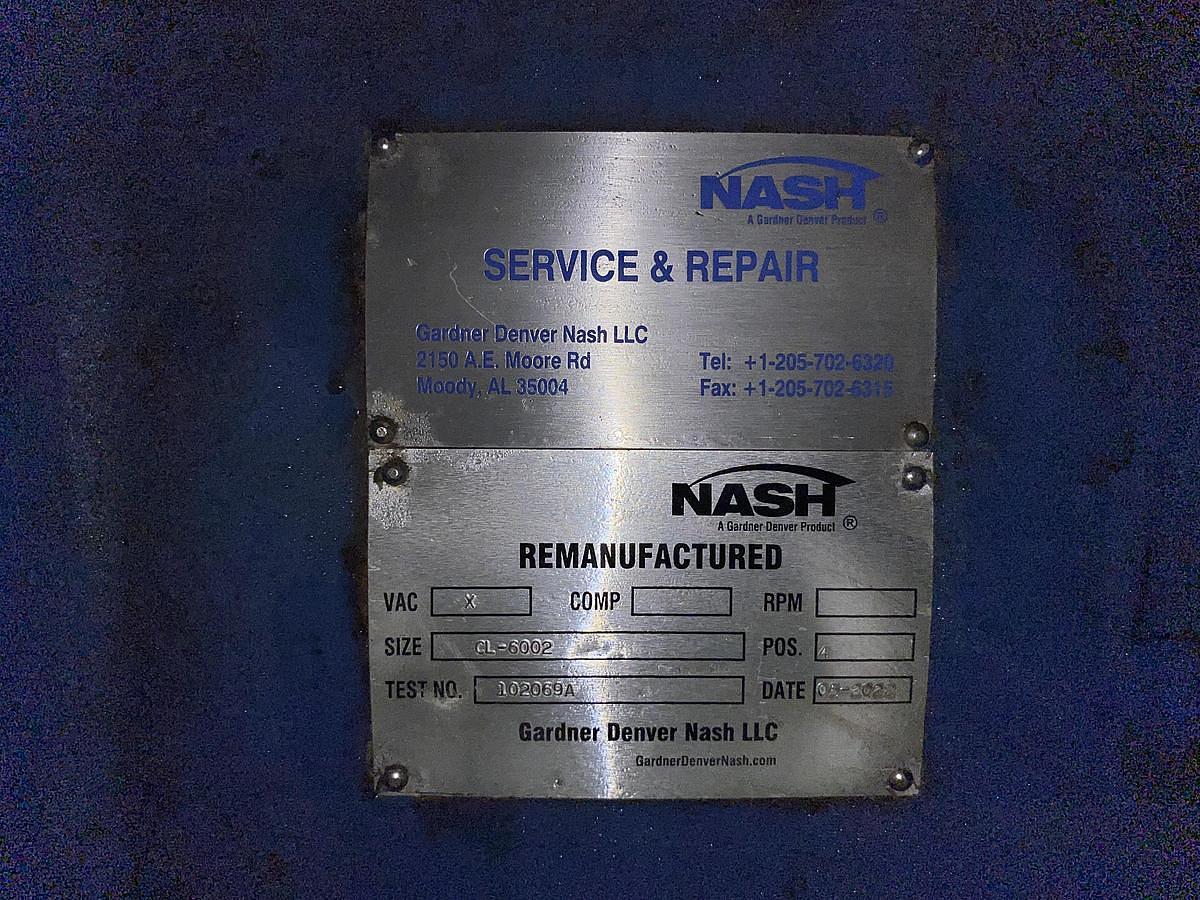 NASH
A Gardner Denver Product ®
SERVICE & REPAIR
Gardner Denver Nash LLC
2150 A.E. Moore Rd Tel: +1-205-702-6320
Moody, AL 35004 Fax: +1-205-702-6315
NASH
A Gardner Denver Product ®
REMANUFACTURED
VAC X COMP RPM
SIZE CL-6002 POS. 4
TEST NO. 102069A DATE 05-2022
Gardner Denver Nash LLC
GardnerDenverNash.com